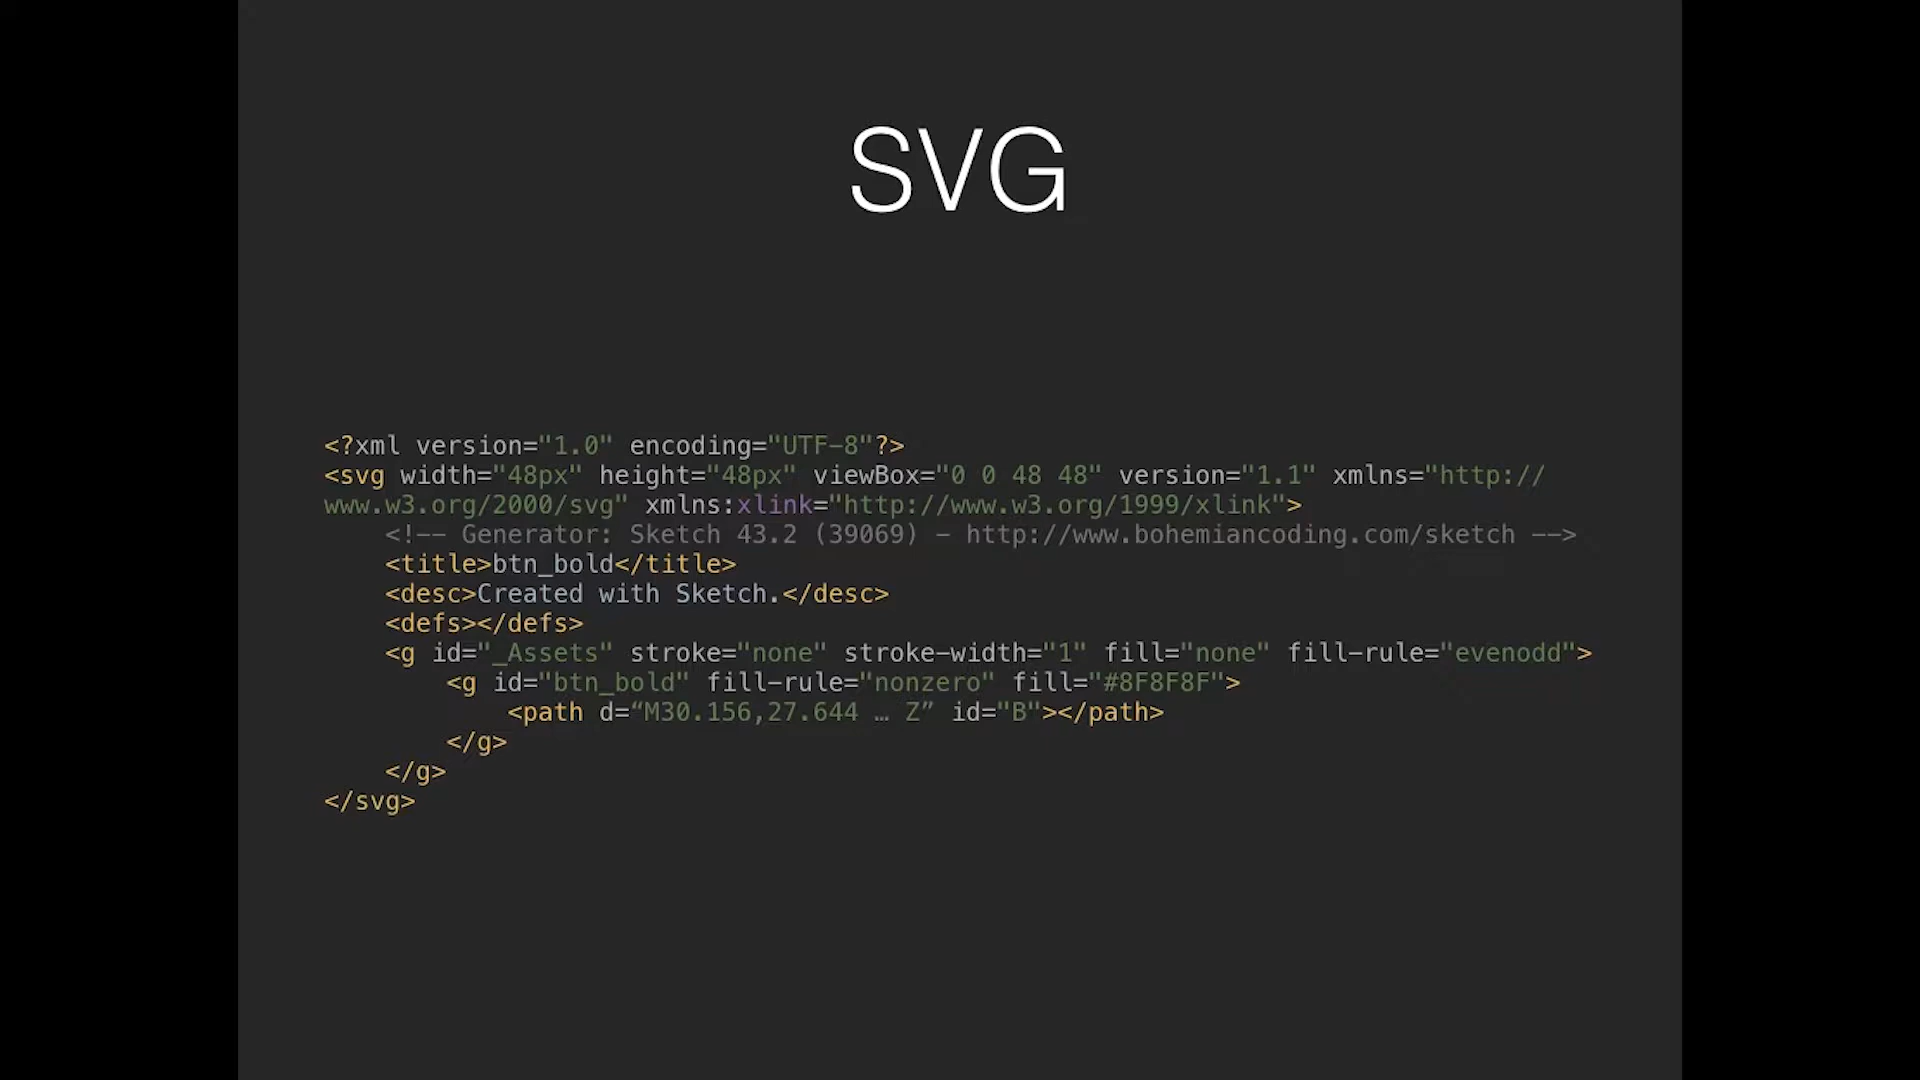 SVG
<?xml version="1.0" encoding="UTF-8"?>
<svg width="48px" height="48px" viewBox="0 0 48 48" version="1.1" xmlns="http://
www.w3.org/2000/svg" xmlns:xlink="http://www.w3.org/1999/xlink">
    <!-- Generator: Sketch 43.2 (39069) - http://www.bohemiancoding.com/sketch -->
    <title>btn_bold</title>
    <desc>Created with Sketch.</desc>
    <defs></defs>
    <g id="_Assets" stroke="none" stroke-width="1" fill="none" fill-rule="evenodd">
        <g id="btn_bold" fill-rule="nonzero" fill="#8F8F8F">
            <path d=“M30.156,27.644 … Z” id="B"></path>
        </g>
    </g>
</svg>